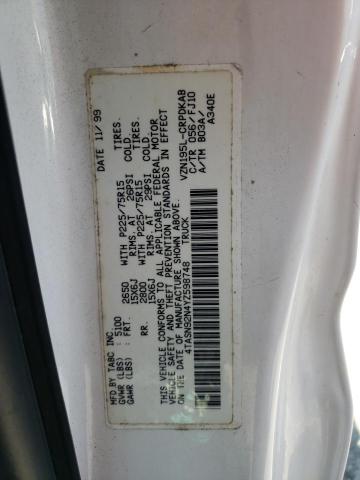 MFD BY TABC INC DATE 11/99
GVWR (LBS) : 5100
GAWR (LBS) : FRT. 2650 WITH P225/75R15 TIRES.
15X6J RIMS. AT 26PSI COLD.
RR. 2800 WITH P225/75R15 TIRES.
15X6J RIMS. AT 29PSI COLD.
THIS VEHICLE CONFORMS TO ALL APPLICABLE FEDERAL MOTOR
VEHICLE SAFETY AND THEFT PREVENTION STANDARDS IN EFFECT
ON THE DATE OF MANUFACTURE SHOWN ABOVE.
4TASN92N4YZ598748 TRUCK
VZN195L-CRPDKAB
C/TR 056/FJ10
A/TM B03A/
A340E